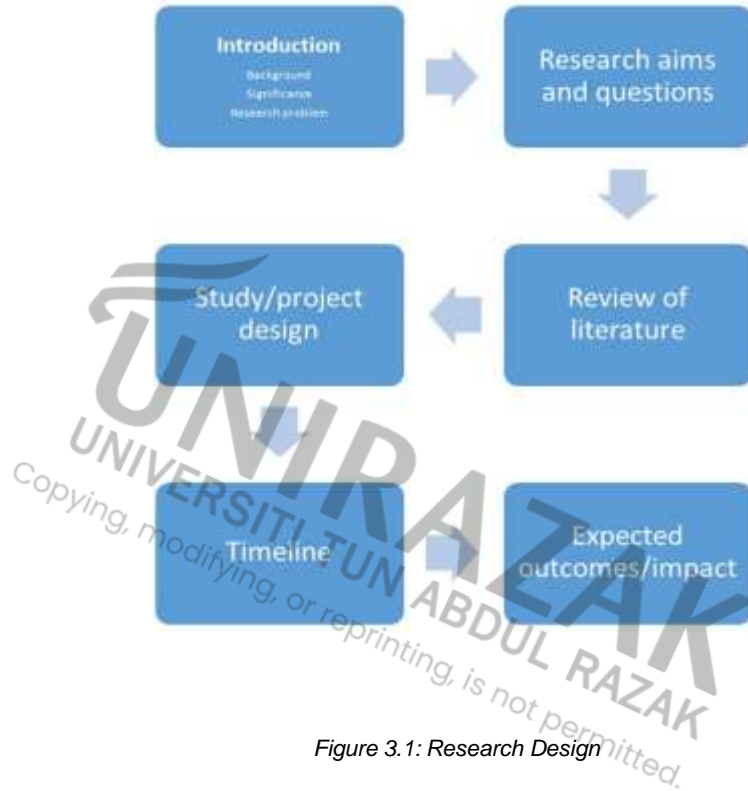 Introduction
Background
Significance
Research problem
Research aims
and questions
Review of
literature
Study/project
design
Timeline
Expected
outcomes/impact
UNIRAZAK
UNIVERSITI TUN ABDUL RAZAK
Copying, modifying, or reprinting, is not permitted.
Figure 3.1: Research Design